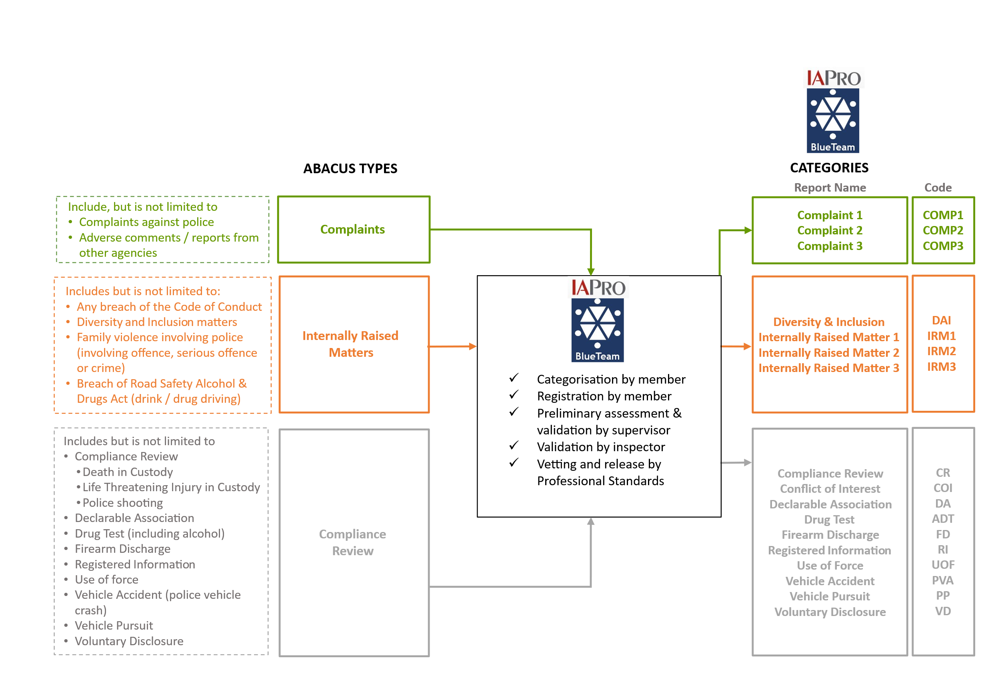 IAPRO
BlueTeam
ABACUS TYPES
CATEGORIES
Report Name
Code
Include, but is not limited to
• Complaints against police
• Adverse comments / reports from
other agencies
Complaints
Complaint 1
Complaint 2
Complaint 3
COMP1
COMP2
COMP3
Includes but is not limited to:
• Any breach of the Code of Conduct
• Diversity and Inclusion matters
• Family violence involving police
(involving offence, serious offence
or crime)
• Breach of Road Safety Alcohol &
Drugs Act (drink / drug driving)
Internally Raised
Matters
IAPRO
BlueTeam
✓ Categorisation by member
✓ Registration by member
✓ Preliminary assessment &
validation by supervisor
✓ Validation by inspector
✓ Vetting and release by
Professional Standards
Diversity & Inclusion
Internally Raised Matter 1
Internally Raised Matter 2
Internally Raised Matter 3
DAI
IRM1
IRM2
IRM3
Includes but is not limited to
• Compliance Review
• Death in Custody
• Life Threatening Injury in Custody
• Police shooting
• Declarable Association
• Drug Test (including alcohol)
• Firearm Discharge
• Registered Information
• Use of force
• Vehicle Accident (police vehicle
crash)
• Vehicle Pursuit
• Voluntary Disclosure
Compliance
Review
Compliance Review
Conflict of Interest
Declarable Association
Drug Test
Firearm Discharge
Registered Information
Use of Force
Vehicle Accident
Vehicle Pursuit
Voluntary Disclosure
CR
COI
DA
ADT
FD
RI
UOF
PVA
PP
VD